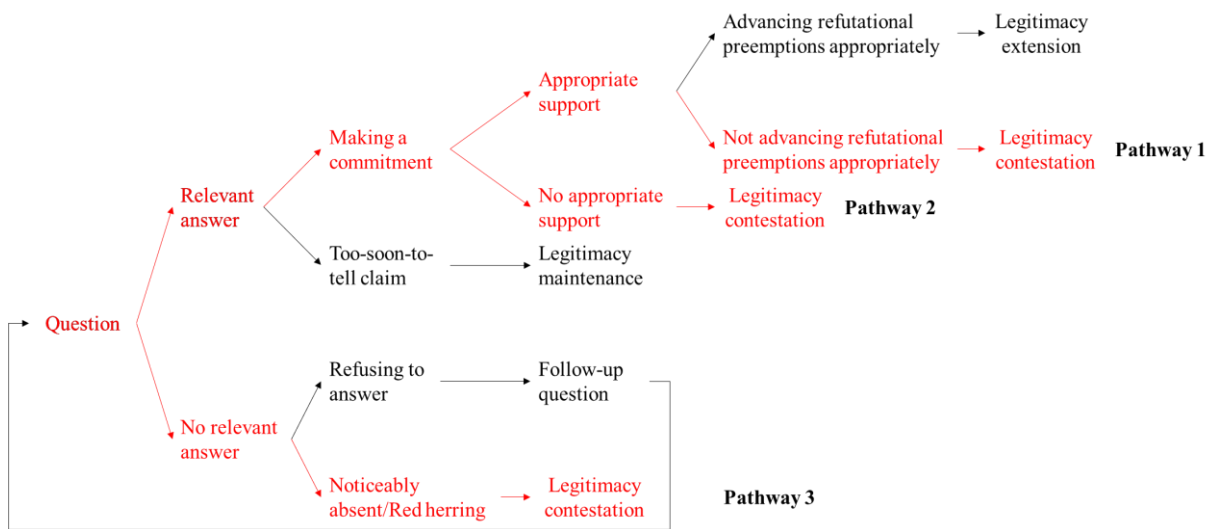 Advancing refutational
preemptions appropriately
Legitimacy
extension
Appropriate
support
Making a
commitment
Not advancing refutational
preemptions appropriately
Legitimacy
contestation
Pathway 1
Relevant
answer
No appropriate
support
Legitimacy
contestation
Pathway 2
Too-soon-to-
tell claim
Legitimacy
maintenance
Question
Refusing to
answer
Follow-up
question
No relevant
answer
Noticeably
absent/Red herring
Legitimacy
contestation
Pathway 3